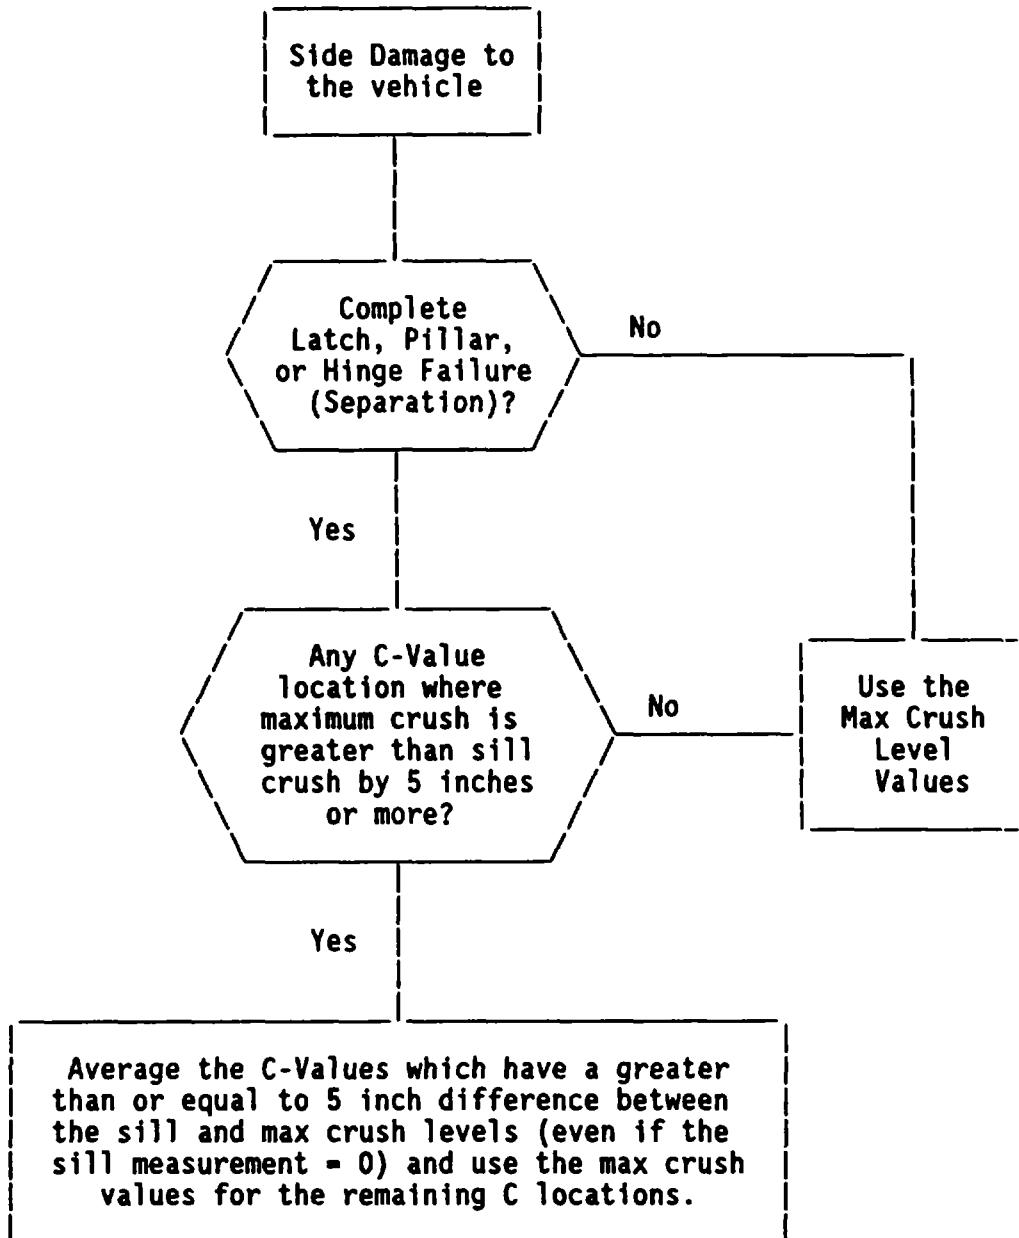 Side Damage to
the vehicle
Complete
Latch, Pillar,
or Hinge Failure
(Separation)?
No
Yes
Any C-Value
location where
maximum crush is
greater than sill
crush by 5 inches
or more?
No
Use the
Max Crush
Level
Values
Yes
Average the C-Values which have a greater
than or equal to 5 inch difference between
the sill and max crush levels (even if the
sill measurement = 0) and use the max crush
values for the remaining C locations.